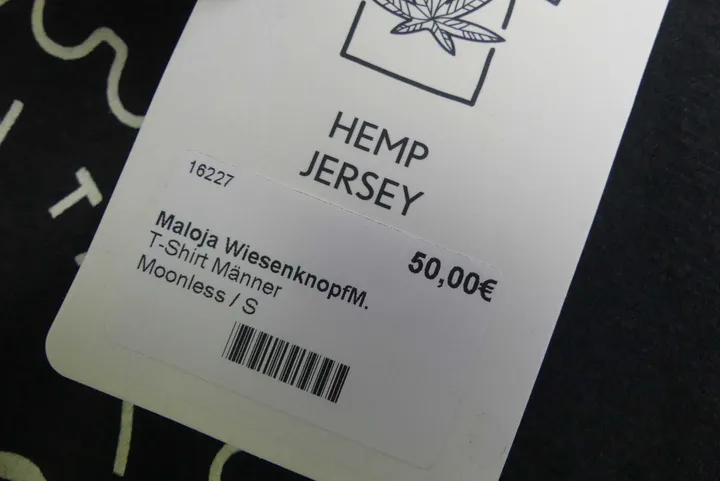 HEMP
JERSEY
16227
Maloja WiesenknopfM.
50,00€
T-Shirt Männer
Moonless / S